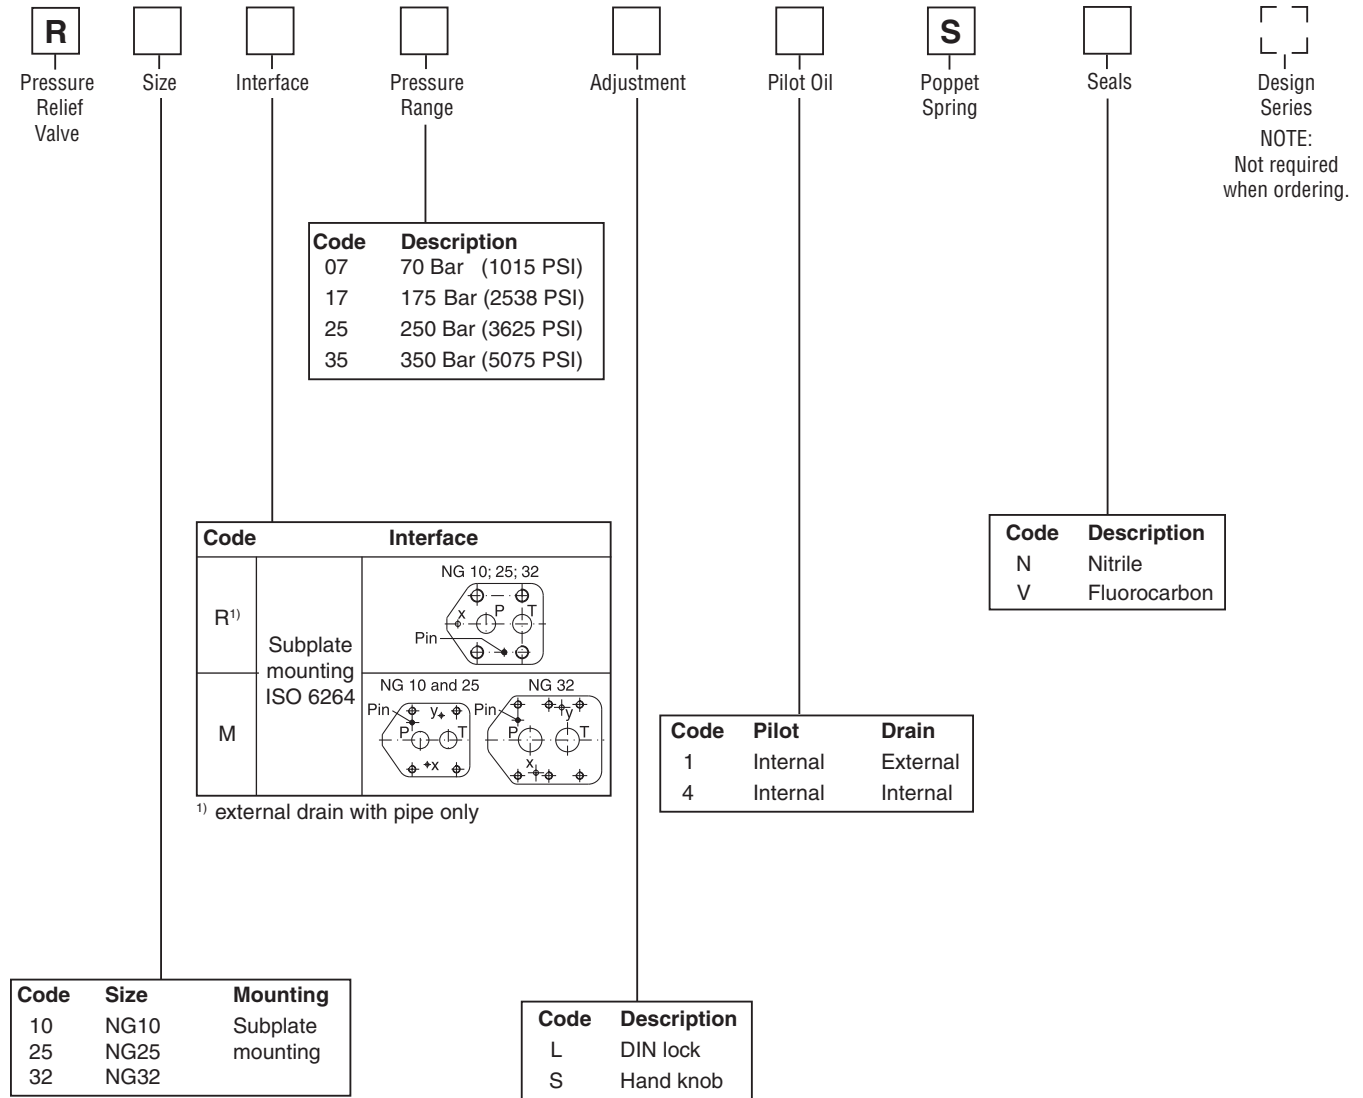 R
S
Pressure
Relief
Valve
Size
Interface
Pressure
Range
Adjustment
Pilot Oil
Poppet
Spring
Seals
Design
Series
NOTE:
Not required
when ordering.
Code Description
07 70 Bar (1015 PSI)
17 175 Bar (2538 PSI)
25 250 Bar (3625 PSI)
35 350 Bar (5075 PSI)
Code Interface
R¹⁾
Subplate
mounting
ISO 6264
NG 10; 25; 32
x P T
Pin
M
NG 10 and 25
Pin y
P T
x
NG 32
Pin y
P T
x
¹⁾ external drain with pipe only
Code Description
N Nitrile
V Fluorocarbon
Code Pilot Drain
1 Internal External
4 Internal Internal
Code Size Mounting
10 NG10 Subplate
25 NG25 mounting
32 NG32
Code Description
L DIN lock
S Hand knob